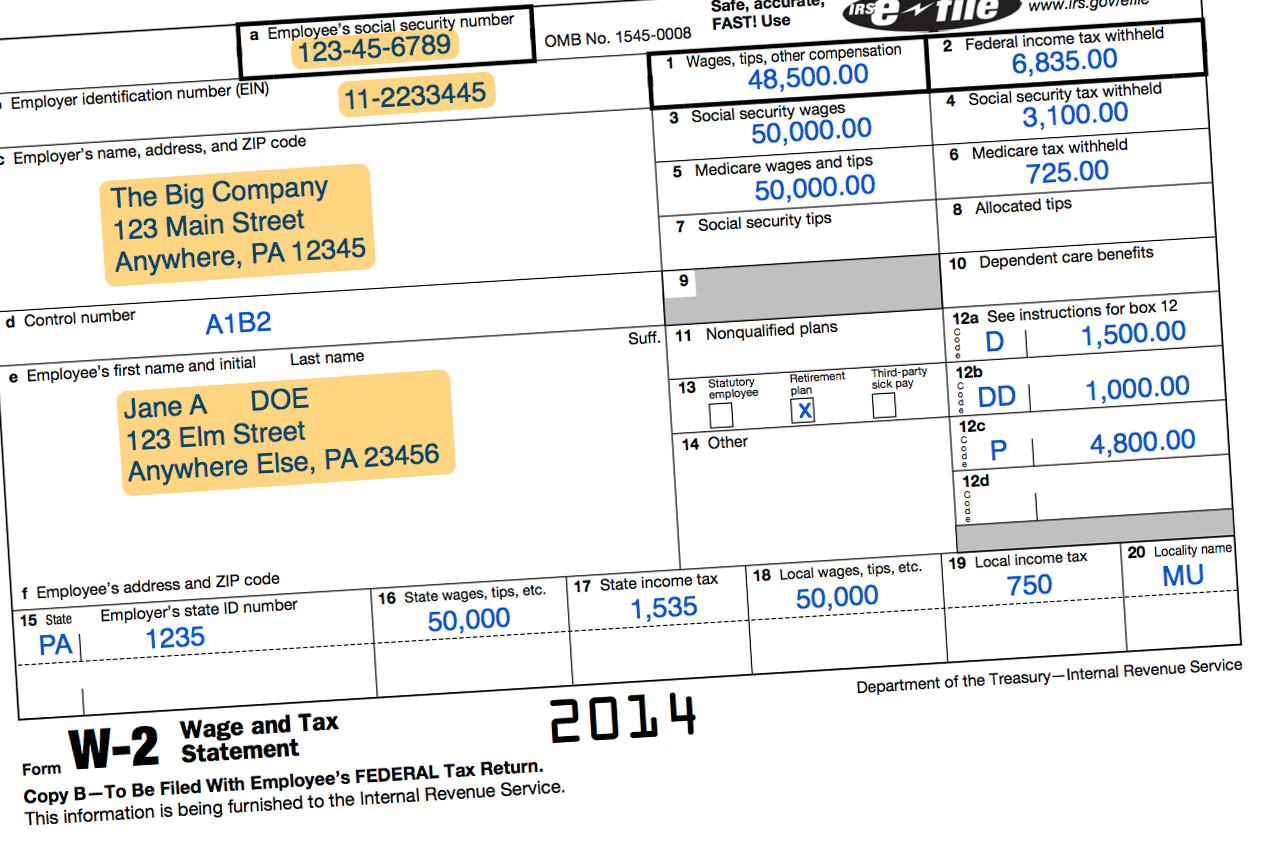 a Employee's social security number
123-45-6789
OMB No. 1545-0008
Safe, accurate,
FAST! Use
IRS e file
www.irs.gov/efile
Employer identification number (EIN)
11-2233445
1 Wages, tips, other compensation
48,500.00
2 Federal income tax withheld
6,835.00
c Employer's name, address, and ZIP code
The Big Company
123 Main Street
Anywhere, PA 12345
3 Social security wages
50,000.00
4 Social security tax withheld
3,100.00
5 Medicare wages and tips
50,000.00
6 Medicare tax withheld
725.00
7 Social security tips
8 Allocated tips
9
10 Dependent care benefits
d Control number
A1B2
e Employee's first name and initial Last name Suff.
Jane A DOE
123 Elm Street
Anywhere Else, PA 23456
11 Nonqualified plans
12a See instructions for box 12
Code D 1,500.00
13 Statutory employee Retirement plan Third-party sick pay
X
12b
Code DD 1,000.00
14 Other
12c
Code P 4,800.00
12d
Code
f Employee's address and ZIP code
15 State Employer's state ID number
PA 1235
16 State wages, tips, etc.
50,000
17 State income tax
1,535
18 Local wages, tips, etc.
50,000
19 Local income tax
750
20 Locality name
MU
Form W-2 Wage and Tax
Statement
2014
Department of the Treasury—Internal Revenue Service
Copy B—To Be Filed With Employee's FEDERAL Tax Return.
This information is being furnished to the Internal Revenue Service.